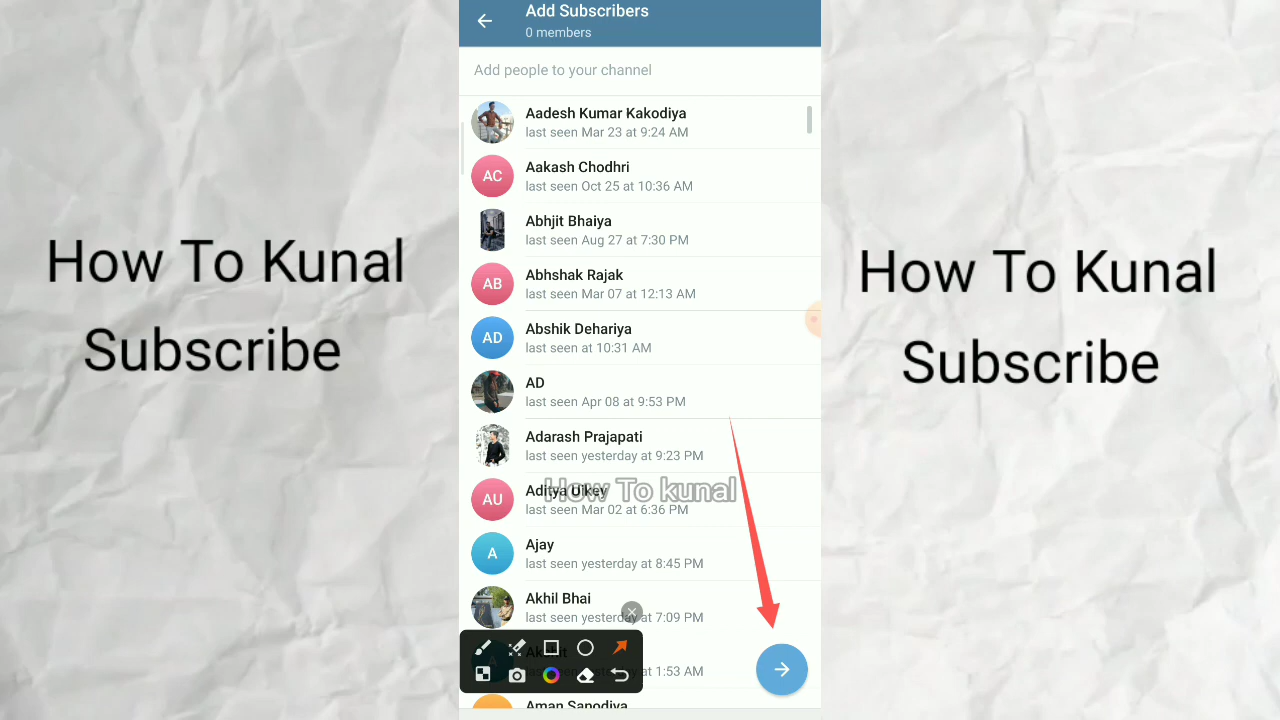 How To Kunal
Subscribe
Add Subscribers
0 members
Add people to your channel
Aadesh Kumar Kakodiya
last seen Mar 23 at 9:24 AM
AC
Aakash Chodhri
last seen Oct 25 at 10:36 AM
Abhjit Bhaiya
last seen Aug 27 at 7:30 PM
AB
Abhshak Rajak
last seen Mar 07 at 12:13 AM
AD
Abshik Dehariya
last seen at 10:31 AM
AD
last seen Apr 08 at 9:53 PM
Adarash Prajapati
last seen yesterday at 9:23 PM
AU
Aditya Ulkey
How To kunal
last seen Mar 02 at 6:36 PM
A
Ajay
last seen yesterday at 8:45 PM
Akhil Bhai
last seen yesterday at 7:09 PM
at 1:53 AM
Aman Sapodiya
How To Kunal
Subscribe